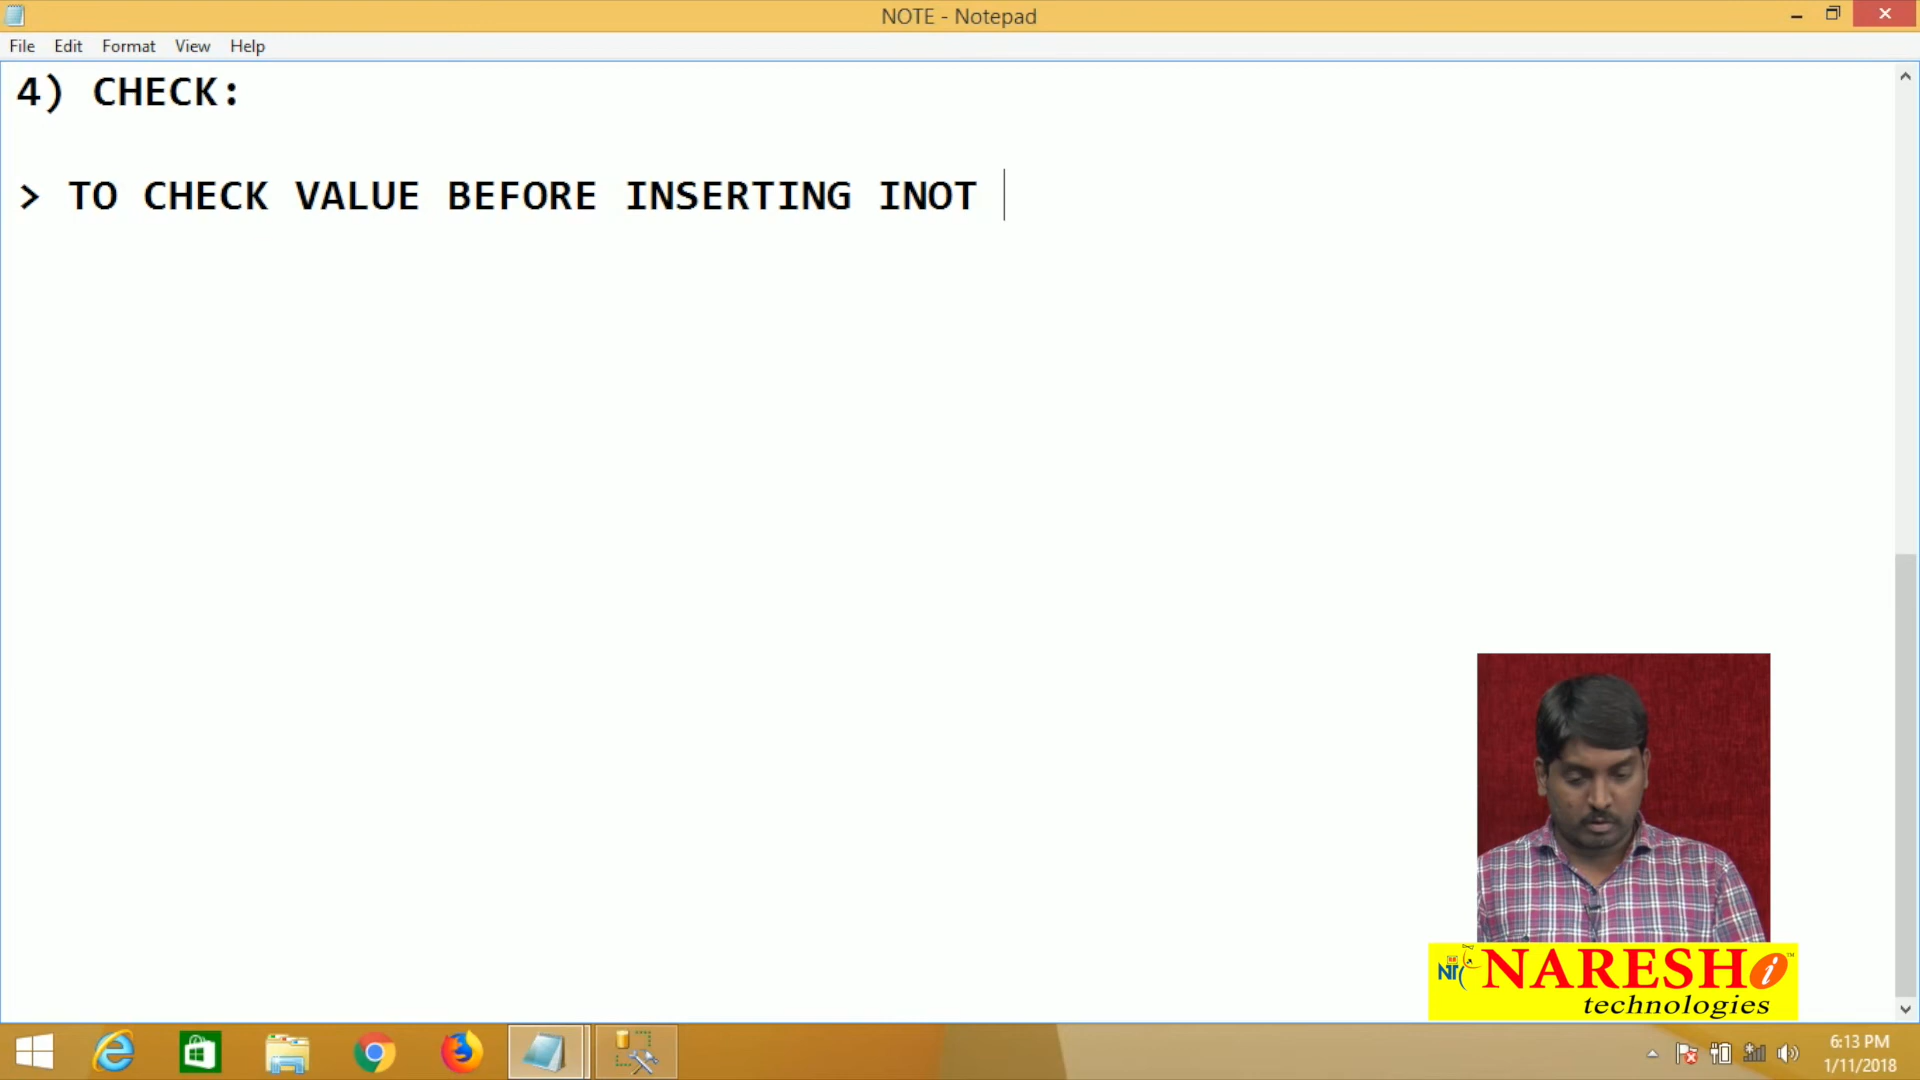 NOTE - Notepad
File Edit Format View Help
4) CHECK:
> TO CHECK VALUE BEFORE INSERTING INOT
NARESHi™
technologies
6:13 PM
1/11/2018